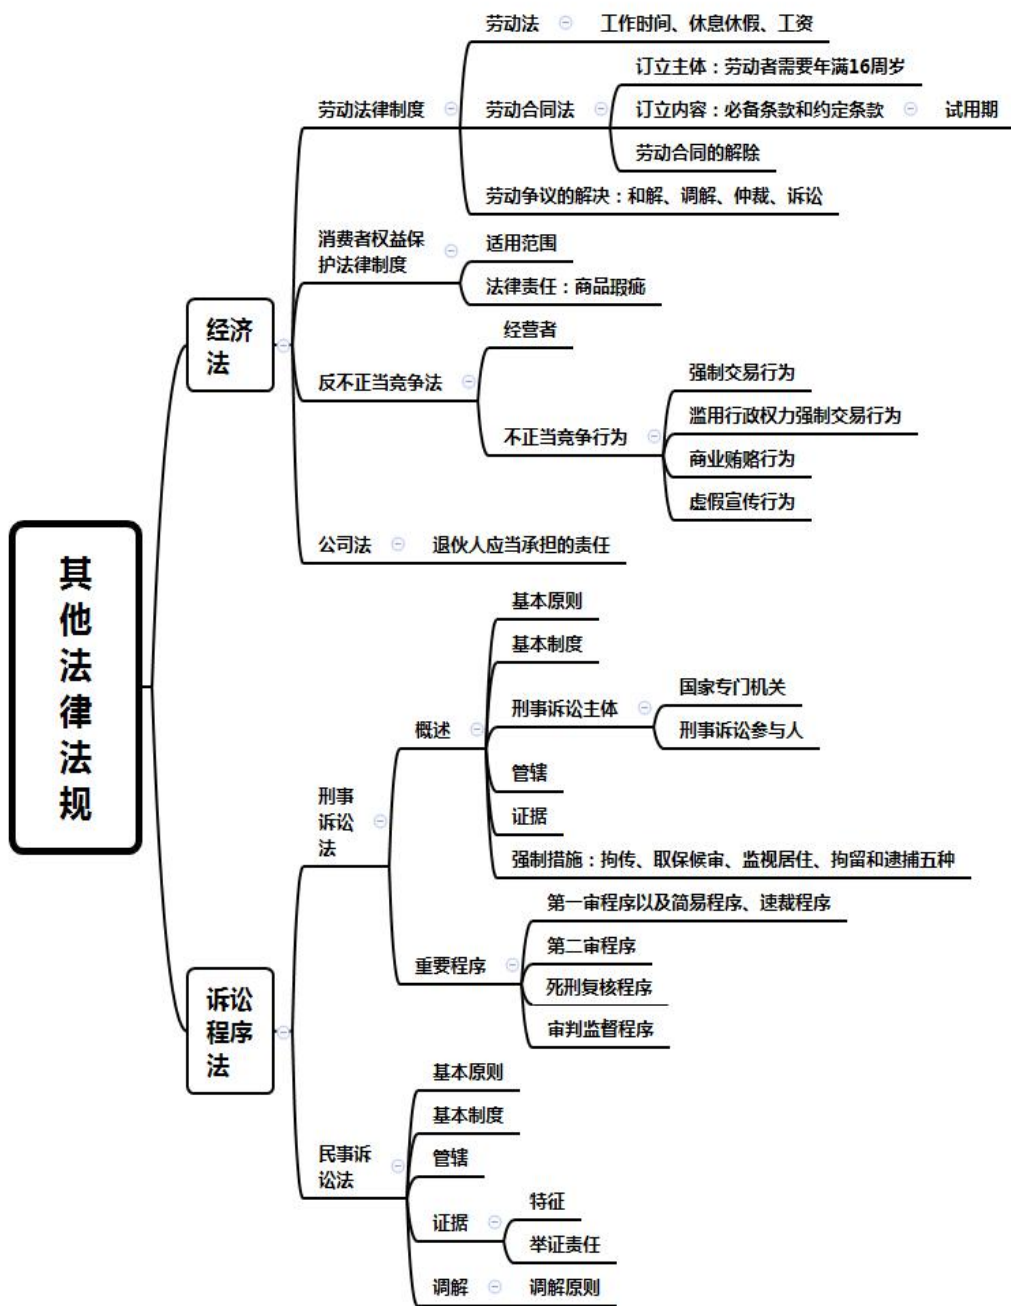 其他法律法规
经济
法
劳动法律制度
劳动法
工作时间、休息休假、工资
劳动合同法
订立主体：劳动者需要年满16周岁
订立内容：必备条款和约定条款
试用期
劳动合同的解除
劳动争议的解决：和解、调解、仲裁、诉讼
消费者权益保
护法律制度
适用范围
法律责任：商品瑕疵
反不正当竞争法
经营者
不正当竞争行为
强制交易行为
滥用行政权力强制交易行为
商业贿赂行为
虚假宣传行为
公司法
退伙人应当承担的责任
诉讼
程序
法
刑事
诉讼
法
概述
基本原则
基本制度
刑事诉讼主体
国家专门机关
刑事诉讼参与人
管辖
证据
强制措施：拘传、取保候审、监视居住、拘留和逮捕五种
重要程序
第一审程序以及简易程序、速裁程序
第二审程序
死刑复核程序
审判监督程序
民事诉
讼法
基本原则
基本制度
管辖
证据
特征
举证责任
调解
调解原则